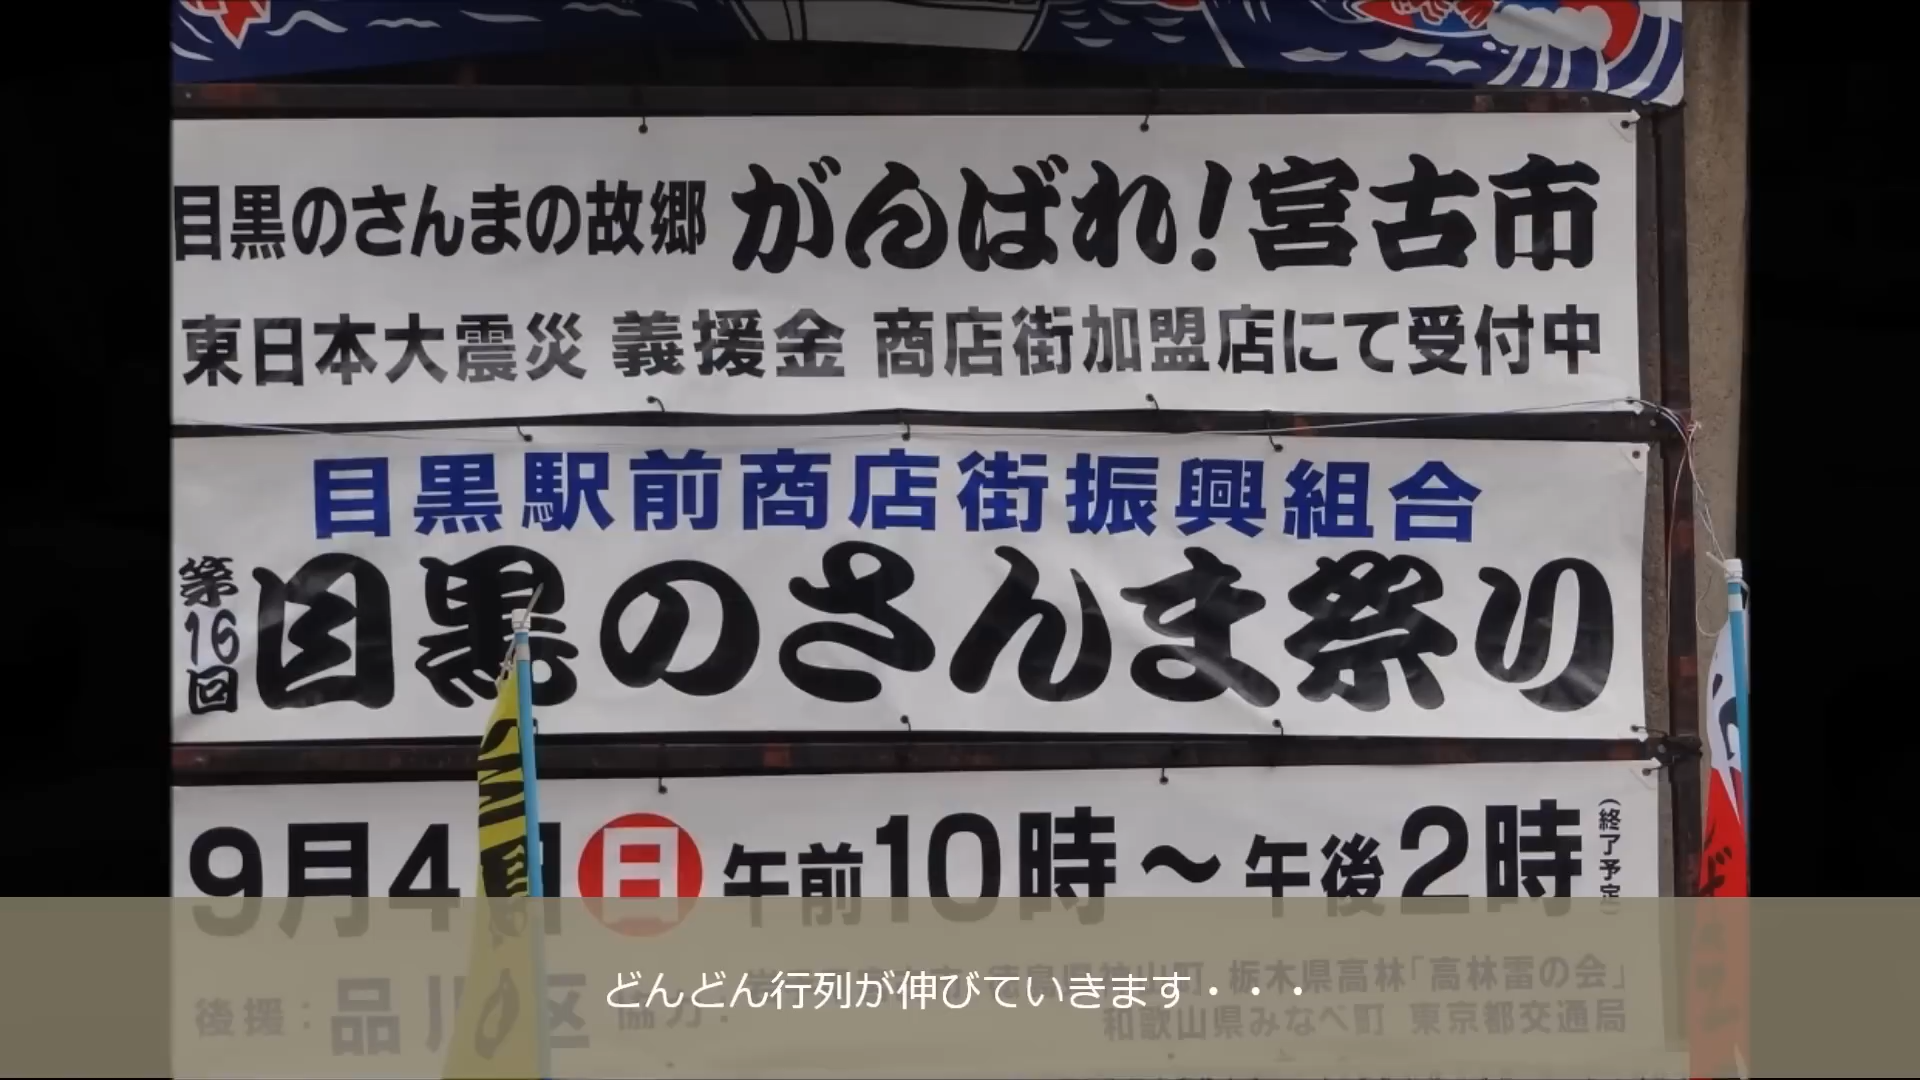 目黒のさんまの故郷 がんばれ!宮古市
東日本大震災 義援金 商店街加盟店にて受付中
目黒駅前商店街振興組合
第16回 目黒のさんま祭り
9月4日 日 午前10時～午後2時 (終了予定)
後援: 品川区 協力: 町 栃木県高林「高林雷の会」
和歌山県みなべ町 東京都交通局
どんどん行列が伸びていきます・・・